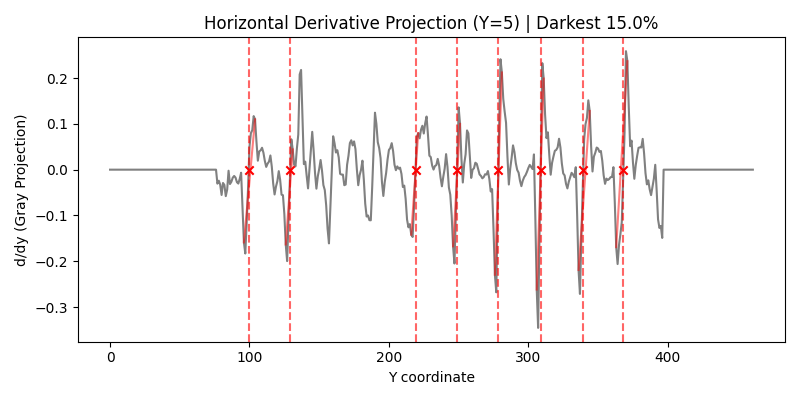 Horizontal Derivative Projection (Y=5) | Darkest 15.0%
d/dy (Gray Projection)
0.2
0.1
0.0
−0.1
−0.2
−0.3
0 100 200 300 400
Y coordinate